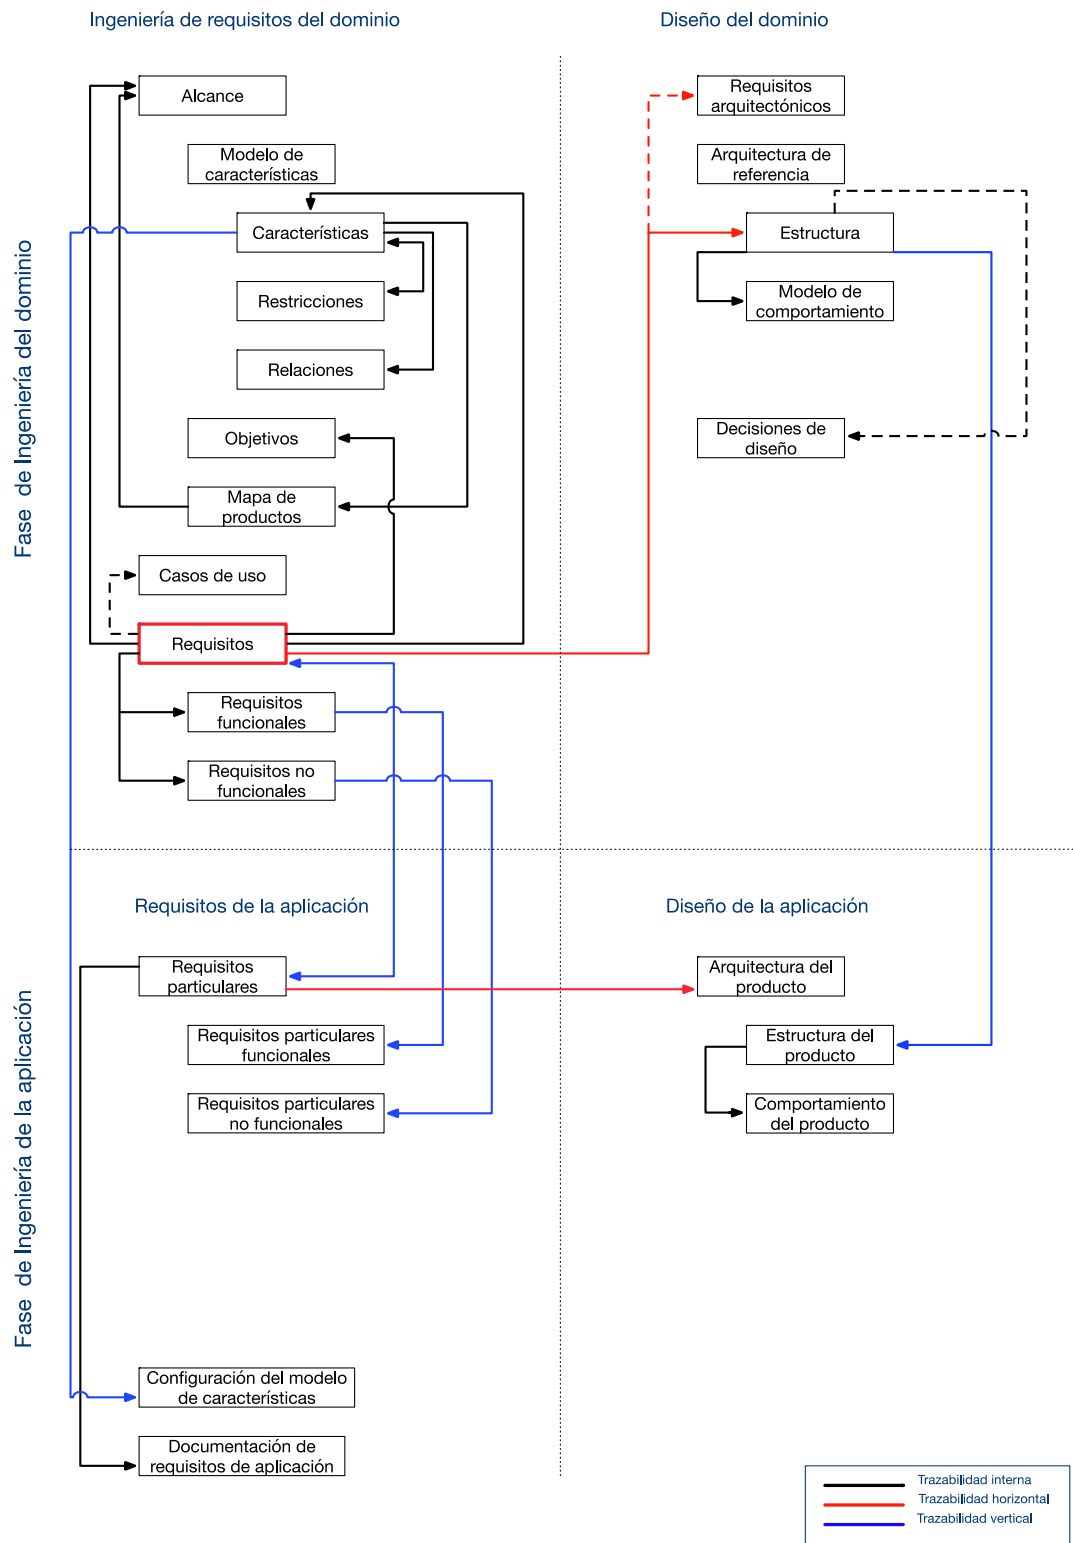 Ingeniería de requisitos del dominio
Diseño del dominio
Fase  de Ingeniería del dominio
Alcance
Modelo de
características
Características
Restricciones
Relaciones
Objetivos
Mapa de
productos
Casos de uso
Requisitos
Requisitos
funcionales
Requisitos no
funcionales
Requisitos
arquitectónicos
Arquitectura de
referencia
Estructura
Modelo de
comportamiento
Decisiones de
diseño
Fase  de Ingeniería de la aplicación
Requisitos de la aplicación
Diseño de la aplicación
Requisitos
particulares
Requisitos particulares
funcionales
Requisitos particulares
no funcionales
Configuración del modelo
de características
Documentación de
requisitos de aplicación
Arquitectura del
producto
Estructura del
producto
Comportamiento
del producto
Trazabilidad interna
Trazabilidad horizontal
Trazabilidad vertical